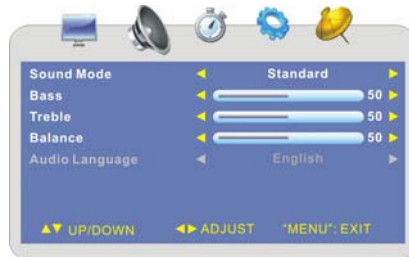 Sound Mode Standard
Bass 50
Treble 50
Balance 50
Audio Language English
UP/DOWN ADJUST "MENU": EXIT